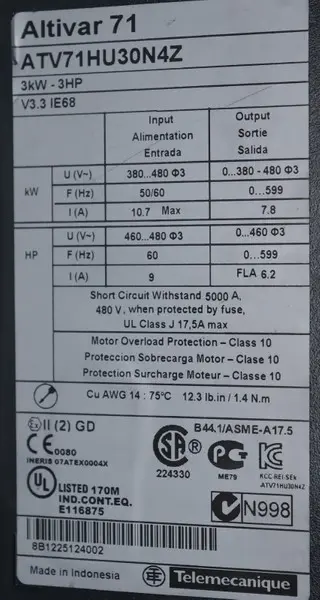 Altivar 71
ATV71HU30N4Z
3kW - 3HP
V3.3 IE68
Input Output
Alimentation Sortie
Entrada Salida
kW
U (V~) 380...480 Φ3 0...380 - 480 Φ3
F (Hz) 50/60 0...599
I (A) 10.7 Max 7.8
HP
U (V~) 460...480 Φ3 0...460 Φ3
F (Hz) 60 0...599
I (A) 9 FLA 6.2
Short Circuit Withstand 5000 A,
480 V, when protected by fuse,
UL Class J 17,5A max
Motor Overload Protection – Class 10
Proteccion Sobrecarga Motor – Clase 10
Protection Surcharge Moteur – Classe 10
Cu AWG 14 : 75°C 12.3 lb.in / 1.4 N.m
Ex II (2) GD
CE 0080
INERIS 07ATEX0004X
SA
224330
B44.1/ASME-A17.5
PC
ME79
KC
KCC-REI-SEk
ATV71HU30N4Z
UL LISTED 170M
IND.CONT.EQ.
E116875
N998
8B1225124002
Made in Indonesia
Telemecanique